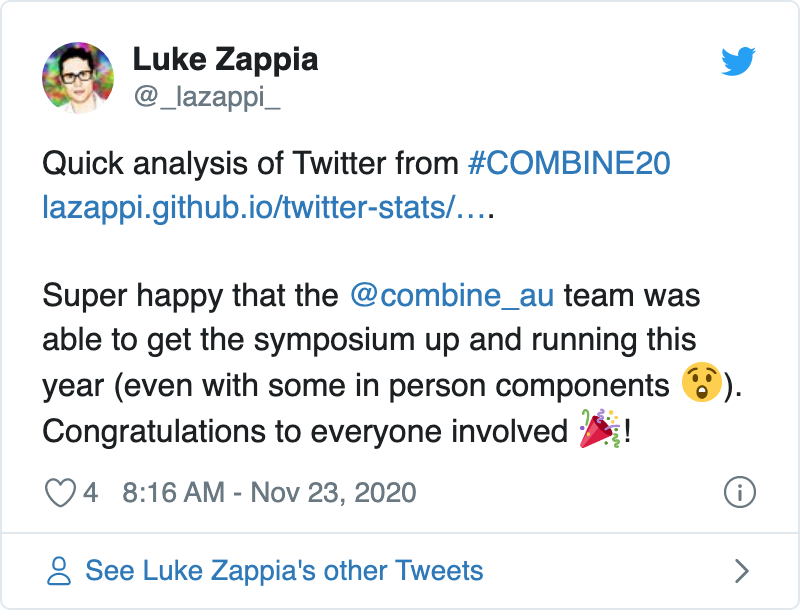 Luke Zappia
@_lazappi_
Quick analysis of Twitter from #COMBINE20
lazappi.github.io/twitter-stats/….
Super happy that the @combine_au team was
able to get the symposium up and running this
year (even with some in person components 😲).
Congratulations to everyone involved 🎉!
4 8:16 AM - Nov 23, 2020
See Luke Zappia's other Tweets